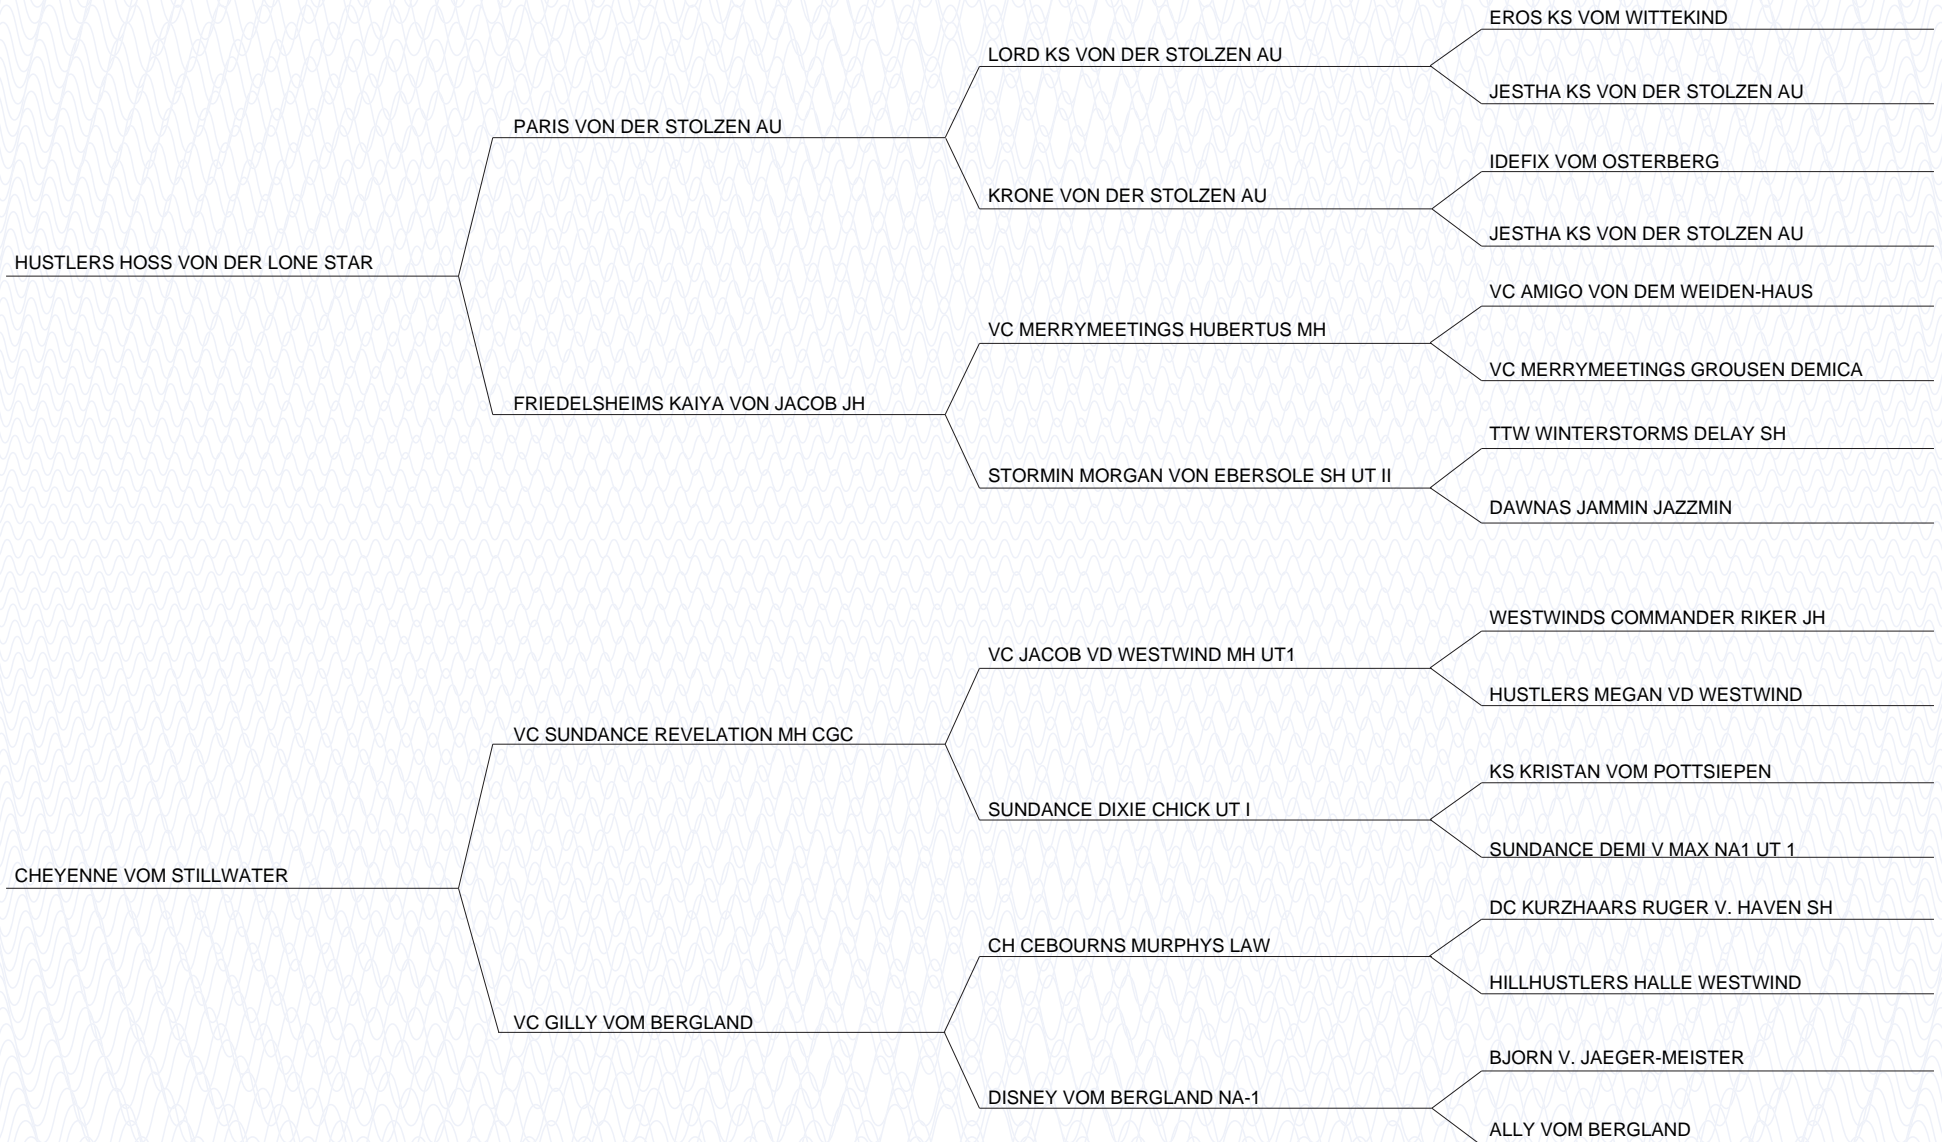 EROS KS VOM WITTEKIND
LORD KS VON DER STOLZEN AU
JESTHA KS VON DER STOLZEN AU
PARIS VON DER STOLZEN AU
IDEFIX VOM OSTERBERG
KRONE VON DER STOLZEN AU
JESTHA KS VON DER STOLZEN AU
HUSTLERS HOSS VON DER LONE STAR
VC AMIGO VON DEM WEIDEN-HAUS
VC MERRYMEETINGS HUBERTUS MH
VC MERRYMEETINGS GROUSEN DEMICA
FRIEDELSHEIMS KAIYA VON JACOB JH
TTW WINTERSTORMS DELAY SH
STORMIN MORGAN VON EBERSOLE SH UT II
DAWNAS JAMMIN JAZZMIN
WESTWINDS COMMANDER RIKER JH
VC JACOB VD WESTWIND MH UT1
HUSTLERS MEGAN VD WESTWIND
VC SUNDANCE REVELATION MH CGC
KS KRISTAN VOM POTTSIEPEN
SUNDANCE DIXIE CHICK UT I
SUNDANCE DEMI V MAX NA1 UT 1
CHEYENNE VOM STILLWATER
DC KURZHAARS RUGER V. HAVEN SH
CH CEBOURNS MURPHYS LAW
HILLHUSTLERS HALLE WESTWIND
VC GILLY VOM BERGLAND
BJORN V. JAEGER-MEISTER
DISNEY VOM BERGLAND NA-1
ALLY VOM BERGLAND